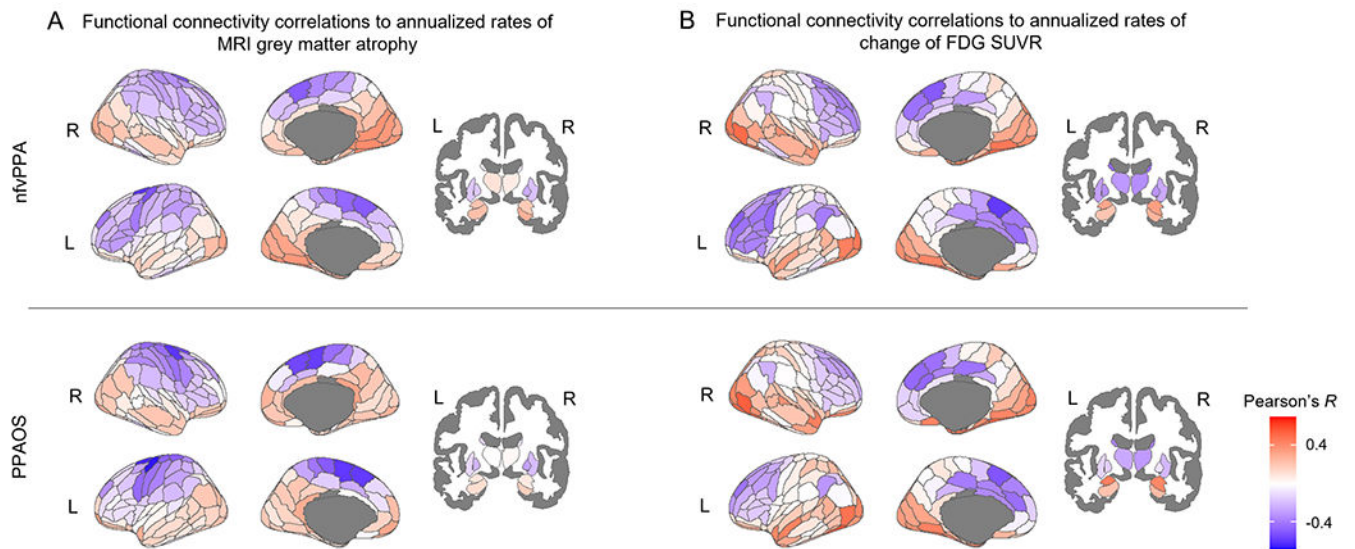 A Functional connectivity correlations to annualized rates of
MRI grey matter atrophy
B Functional connectivity correlations to annualized rates of
change of FDG SUVR
nfvPPA
R
L
L R
R
L
L R
PPAOS
R
L
L R
R
L
L R
Pearson's R
0.4
0
-0.4